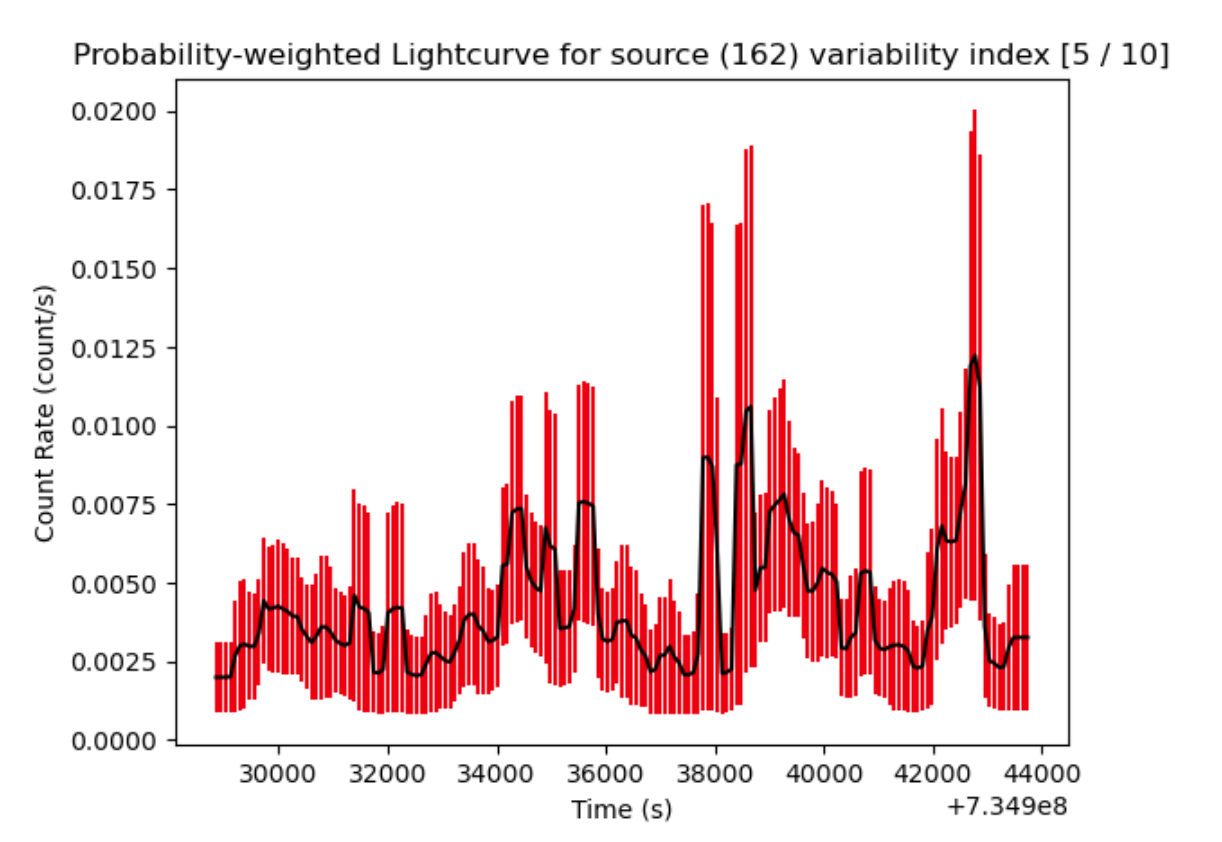 Probability-weighted Lightcurve for source (162) variability index [5 / 10]
Count Rate (count/s)
0.0200
0.0175
0.0150
0.0125
0.0100
0.0075
0.0050
0.0025
0.0000
30000 32000 34000 36000 38000 40000 42000 44000
Time (s)
+7.349e8